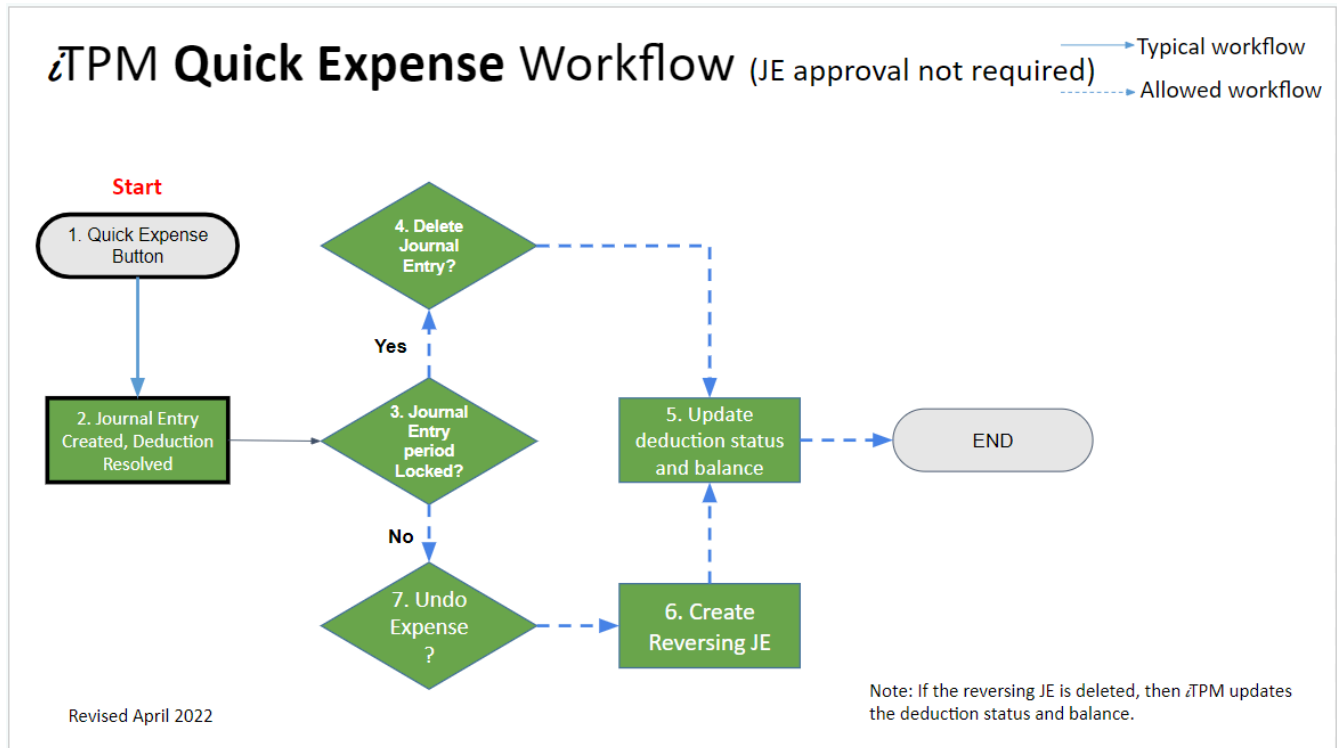 iTPM Quick Expense Workflow (JE approval not required)
Typical workflow
Allowed workflow
Start
1. Quick Expense
Button
4. Delete
Journal
Entry?
Yes
2. Journal Entry
Created, Deduction
Resolved
3. Journal
Entry
period
Locked?
5. Update
deduction status
and balance
END
No
7. Undo
Expense
?
6. Create
Reversing JE
Note: If the reversing JE is deleted, then iTPM updates
the deduction status and balance.
Revised April 2022